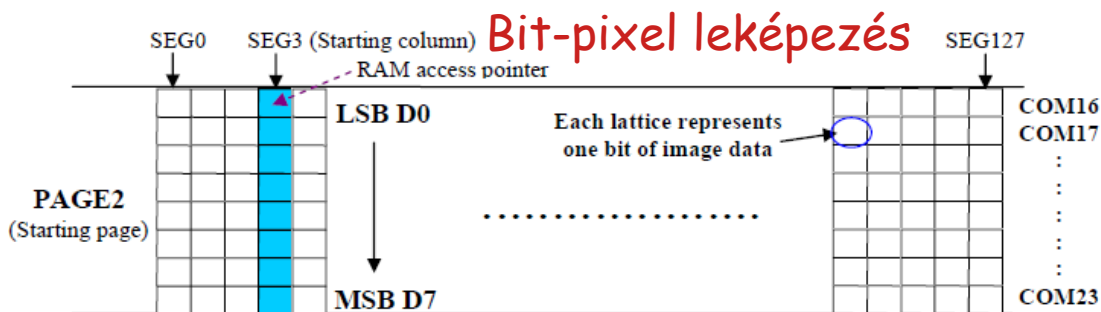 Bit-pixel leképezés
SEG0 SEG3 (Starting column) SEG127
RAM access pointer
LSB D0
Each lattice represents
one bit of image data
COM16
COM17
:
:
:
:
:
COM23
PAGE2
(Starting page)
....................
MSB D7